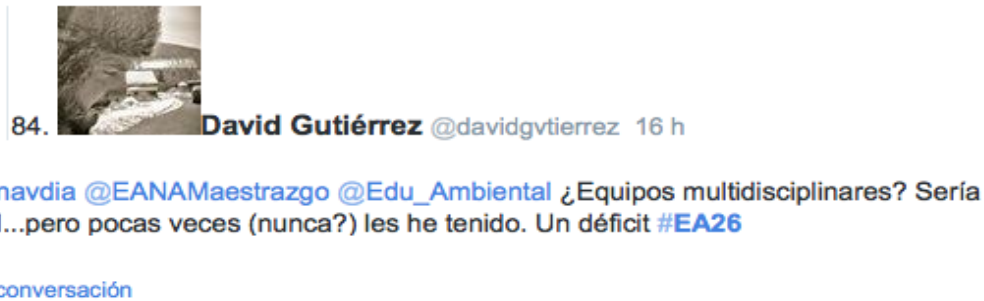 84. David Gutiérrez @davidgvtierrez 16 h
navdia @EANAMaestrazgo @Edu_Ambiental ¿Equipos multidisciplinares? Sería
...pero pocas veces (nunca?) les he tenido. Un déficit #EA26
conversación